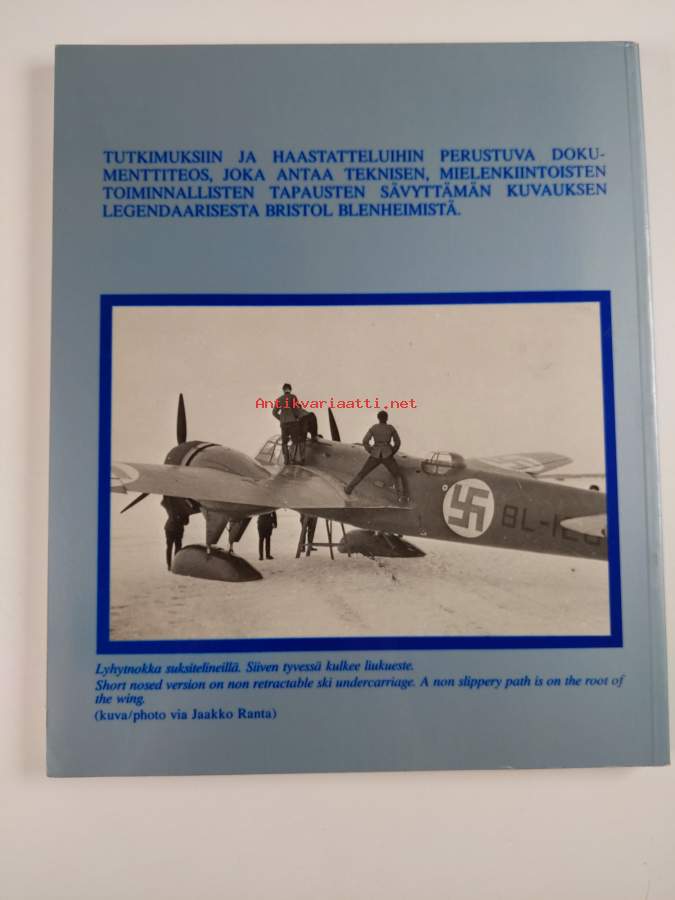 TUTKIMUKSIIN JA HAASTATTELUIHIN PERUSTUVA DOKU-
MENTTITEOS, JOKA ANTAA TEKNISEN, MIELENKIINTOISTEN
TOIMINNALLISTEN TAPAUSTEN SÄVYTTÄMÄN KUVAUKSEN
LEGENDAARISESTA BRISTOL BLENHEIMISTÄ.
Antikvariaatti.net
Lyhytnokka suksitelineillä. Siiven tyvessä kulkee liukueste.
Short nosed version on non retractable ski undercarriage. A non slippery path is on the root of
the wing.
(kuva/photo via Jaakko Ranta)